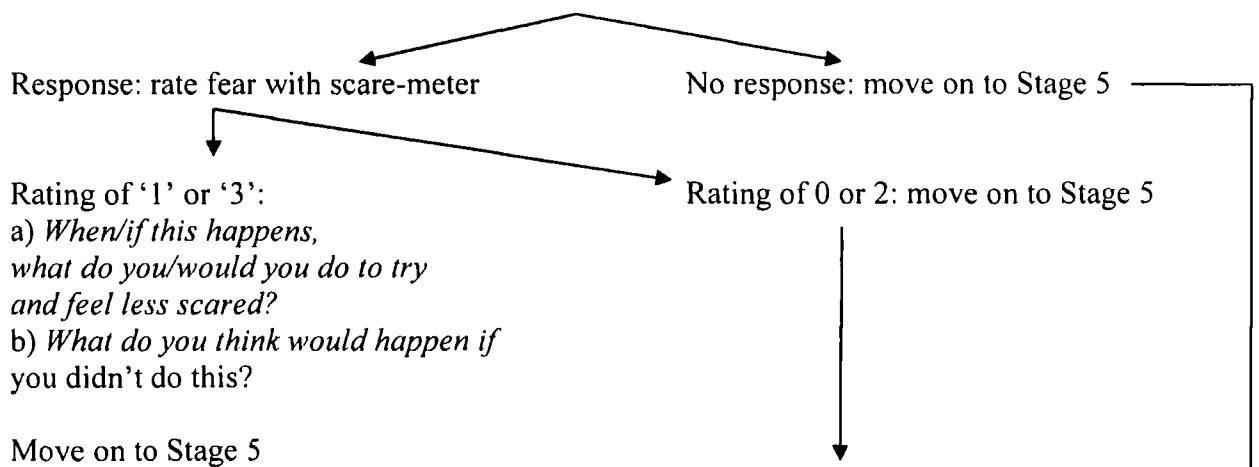 Response: rate fear with scare-meter
No response: move on to Stage 5
Rating of ‘1’ or ‘3’:
a) When/if this happens,
what do you/would you do to try
and feel less scared?
b) What do you think would happen if
you didn’t do this?
Move on to Stage 5
Rating of 0 or 2: move on to Stage 5